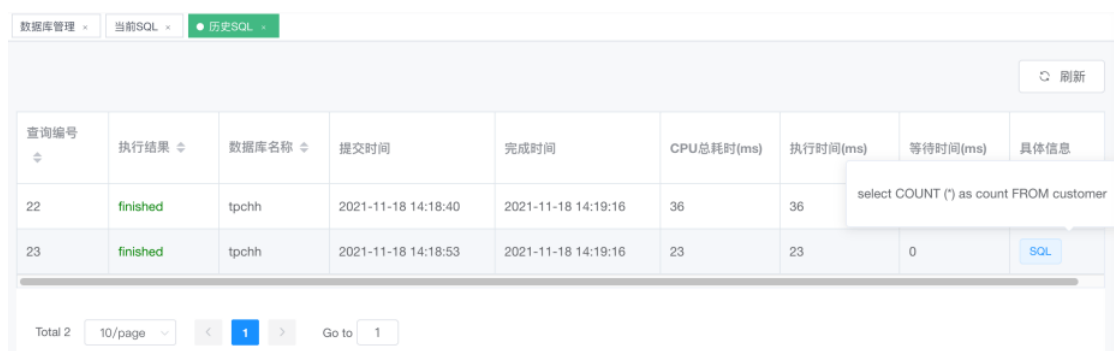 数据库管理 × 当前SQL × 历史SQL ×
刷新
查询编号 执行结果 数据库名称 提交时间 完成时间 CPU总耗时(ms) 执行时间(ms) 等待时间(ms) 具体信息
select COUNT (*) as count FROM customer
22 finished tpchh 2021-11-18 14:18:40 2021-11-18 14:19:16 36 36
23 finished tpchh 2021-11-18 14:18:53 2021-11-18 14:19:16 23 23 0 SQL
Total 2 10/page < 1 > Go to 1